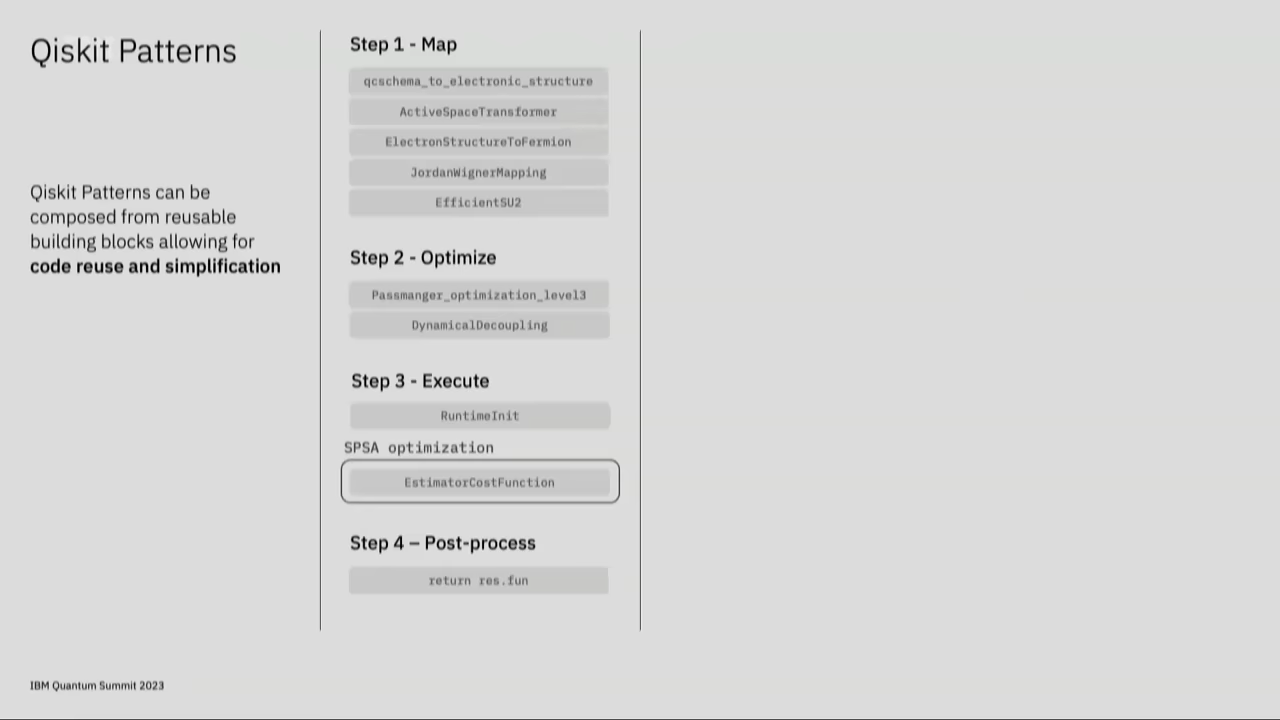 Qiskit Patterns
Qiskit Patterns can be
composed from reusable
building blocks allowing for
code reuse and simplification
Step 1 - Map
qcschema_to_electronic_structure
ActiveSpaceTransformer
ElectronStructureToFermion
JordanWignerMapping
EfficientSU2
Step 2 - Optimize
Passmanger_optimization_level3
DynamicalDecoupling
Step 3 - Execute
RuntimeInit
SPSA optimization
EstimatorCostFunction
Step 4 – Post-process
return res.fun
IBM Quantum Summit 2023